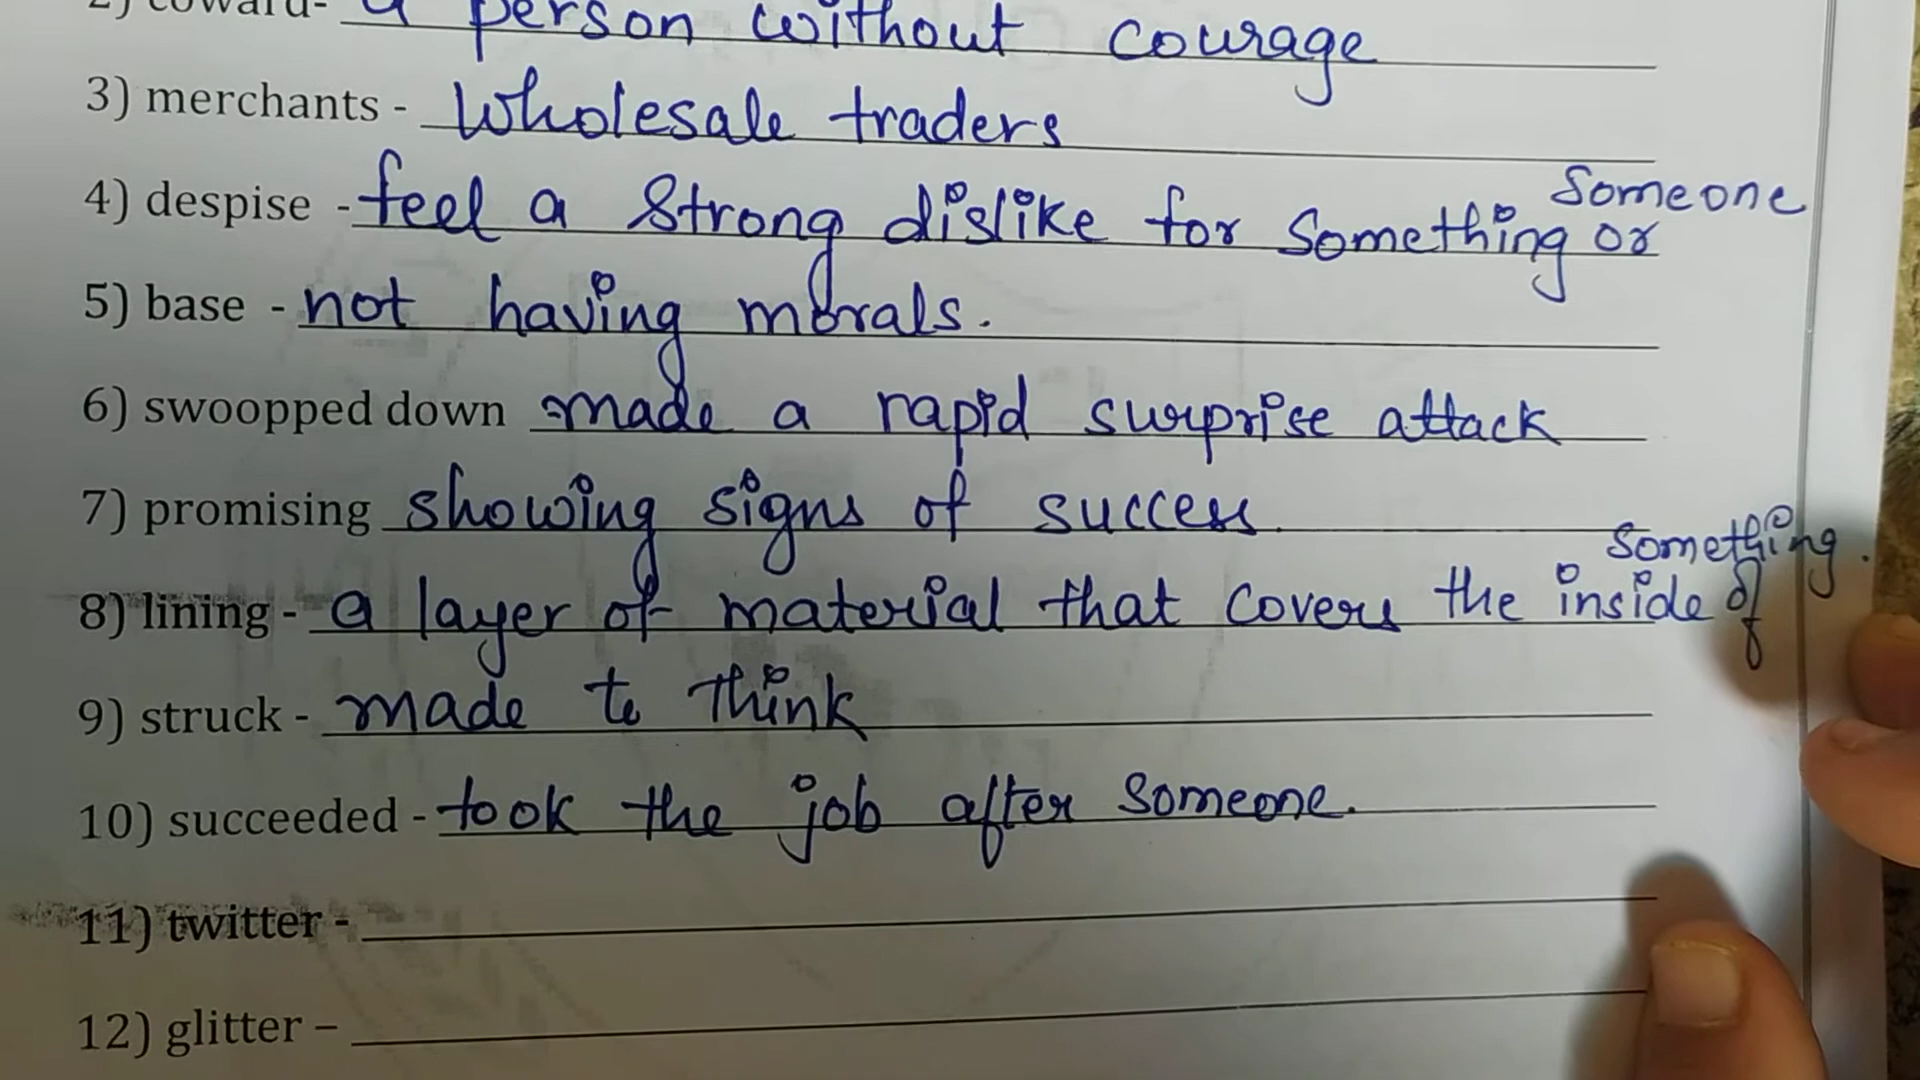 2) coward- a person without courage
3) merchants - Wholesale traders
4) despise - feel a strong dislike for something or someone
5) base - not having morals.
6) swoopped down - made a rapid surprise attack
7) promising showing signs of success.
8) lining - a layer of material that covers the inside of something.
9) struck - made to think
10) succeeded - took the job after someone.
11) twitter -
12) glitter –